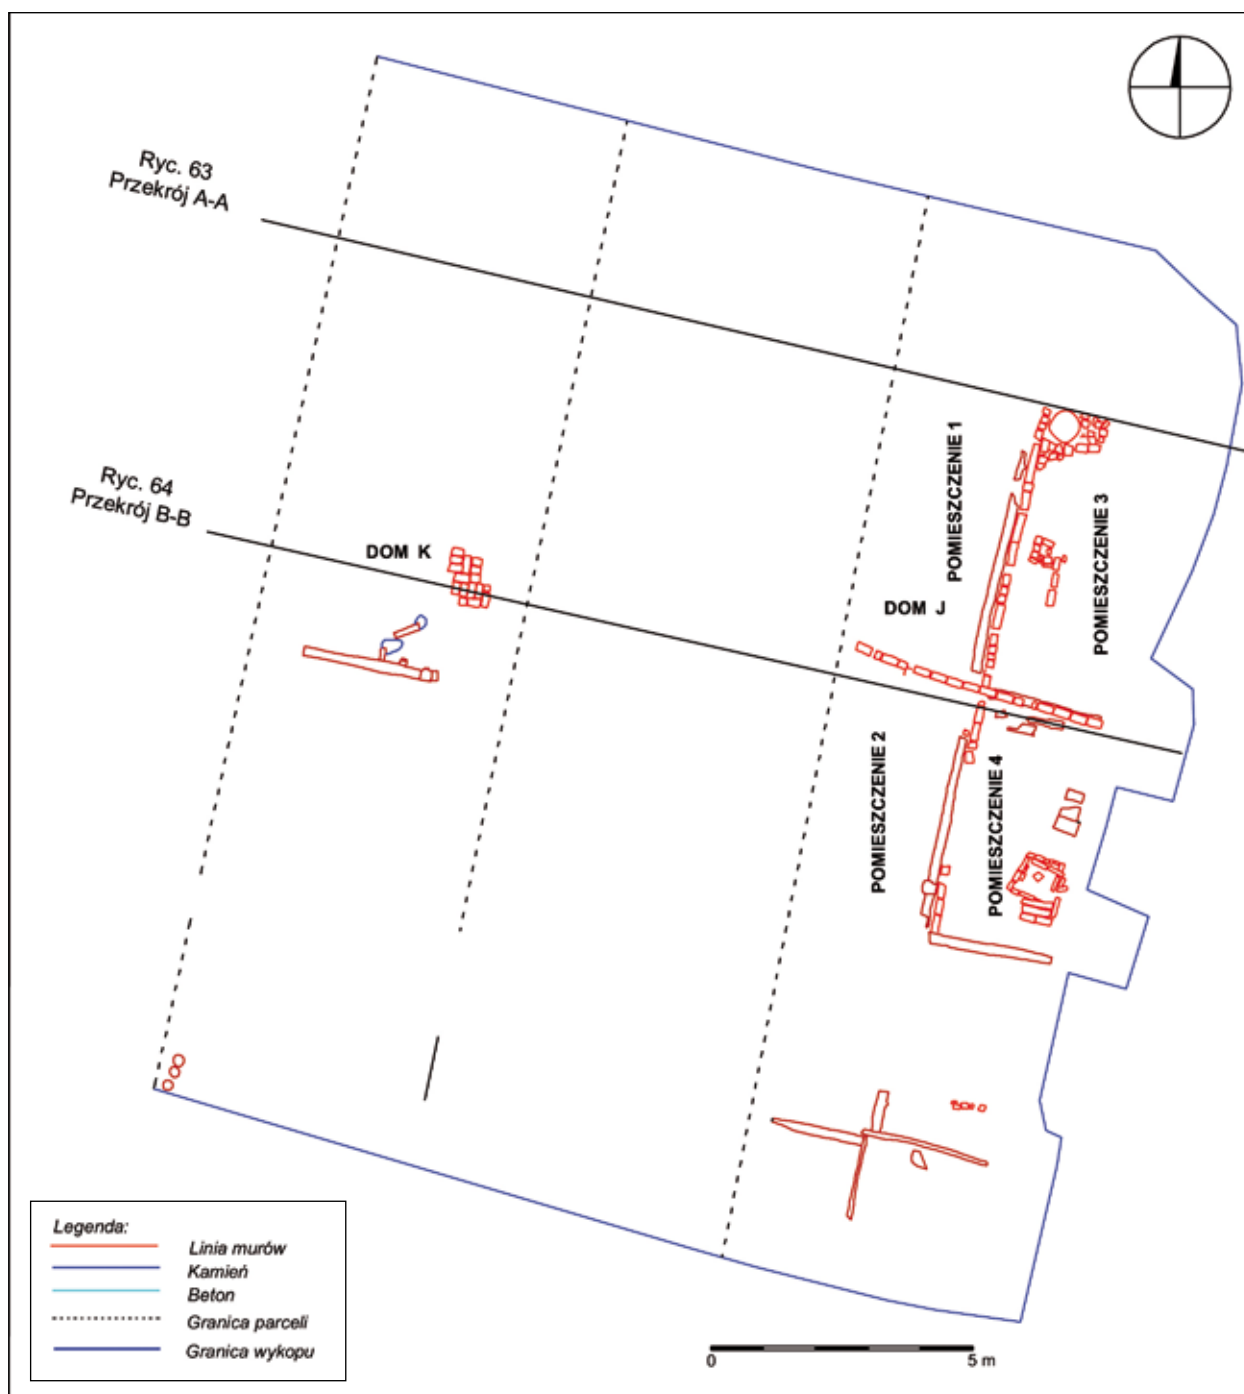 Ryc. 63
Przekrój A-A
Ryc. 64
Przekrój B-B
DOM K
POMIESZCZENIE 1
DOM J
POMIESZCZENIE 3
POMIESZCZENIE 2
POMIESZCZENIE 4
Legenda:
Linia murów
Kamień
Beton
Granica parceli
Granica wykopu
0 5 m